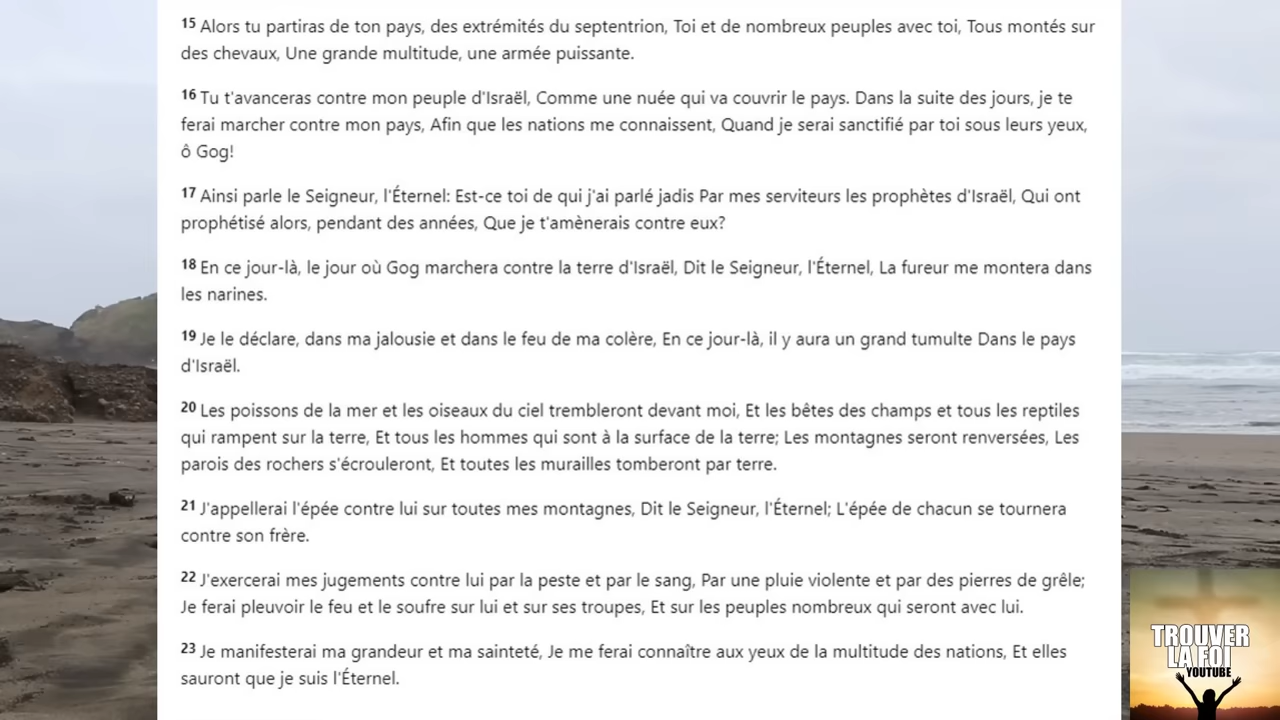 15 Alors tu partiras de ton pays, des extrémités du septentrion, Toi et de nombreux peuples avec toi, Tous montés sur
des chevaux, Une grande multitude, une armée puissante.
16 Tu t'avanceras contre mon peuple d'Israël, Comme une nuée qui va couvrir le pays. Dans la suite des jours, je te
ferai marcher contre mon pays, Afin que les nations me connaissent, Quand je serai sanctifié par toi sous leurs yeux,
ô Gog!
17 Ainsi parle le Seigneur, l'Éternel: Est-ce toi de qui j'ai parlé jadis Par mes serviteurs les prophètes d'Israël, Qui ont
prophétisé alors, pendant des années, Que je t'amènerais contre eux?
18 En ce jour-là, le jour où Gog marchera contre la terre d'Israël, Dit le Seigneur, l'Éternel, La fureur me montera dans
les narines.
19 Je le déclare, dans ma jalousie et dans le feu de ma colère, En ce jour-là, il y aura un grand tumulte Dans le pays
d'Israël.
20 Les poissons de la mer et les oiseaux du ciel trembleront devant moi, Et les bêtes des champs et tous les reptiles
qui rampent sur la terre, Et tous les hommes qui sont à la surface de la terre; Les montagnes seront renversées, Les
parois des rochers s'écrouleront, Et toutes les murailles tomberont par terre.
21 J'appellerai l'épée contre lui sur toutes mes montagnes, Dit le Seigneur, l'Éternel; L'épée de chacun se tournera
contre son frère.
22 J'exercerai mes jugements contre lui par la peste et par le sang, Par une pluie violente et par des pierres de grêle;
Je ferai pleuvoir le feu et le soufre sur lui et sur ses troupes, Et sur les peuples nombreux qui seront avec lui.
23 Je manifesterai ma grandeur et ma sainteté, Je me ferai connaître aux yeux de la multitude des nations, Et elles
sauront que je suis l'Éternel.
TROUVER
LA FOI
YOUTUBE